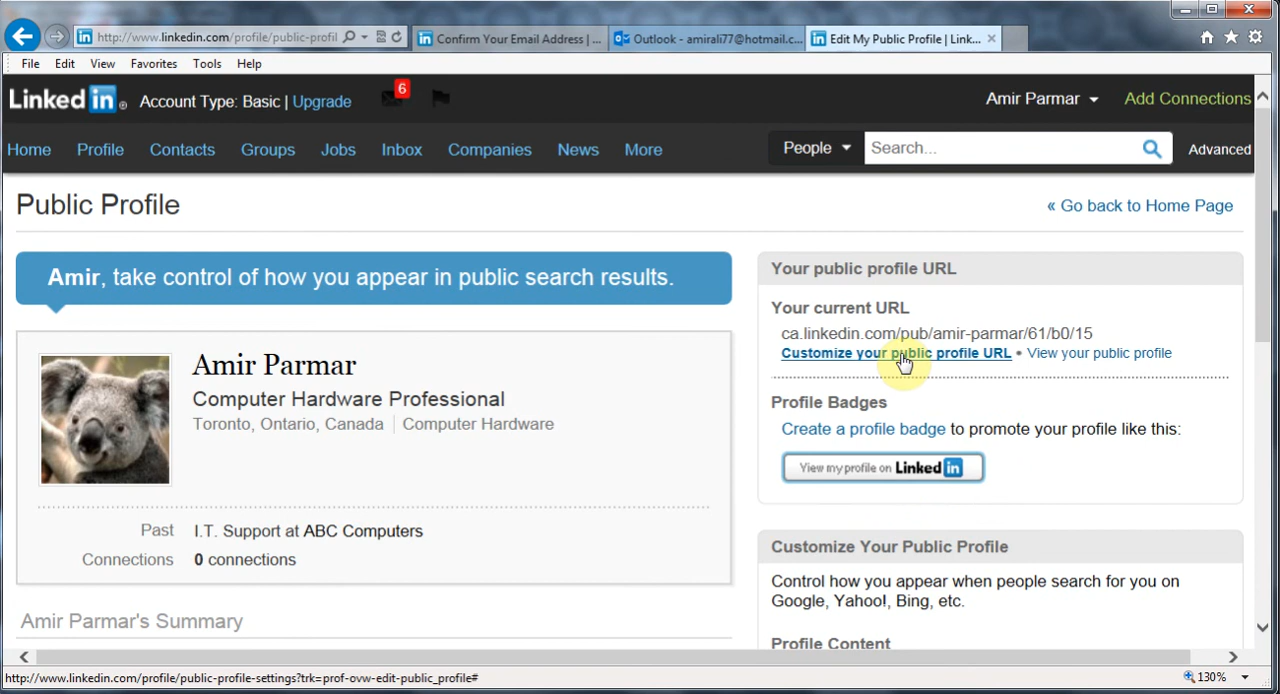 http://www.linkedin.com/profile/public-profil
Confirm Your Email Address | ...
Outlook - amirali77@hotmail.c...
Edit My Public Profile | Link...
File Edit View Favorites Tools Help
Linked in ® Account Type: Basic | Upgrade 6 Amir Parmar Add Connections
Home Profile Contacts Groups Jobs Inbox Companies News More People Search... Advanced
Public Profile
« Go back to Home Page
Amir, take control of how you appear in public search results.
Amir Parmar
Computer Hardware Professional
Toronto, Ontario, Canada | Computer Hardware
Past I.T. Support at ABC Computers
Connections 0 connections
Amir Parmar's Summary
Your public profile URL
Your current URL
ca.linkedin.com/pub/amir-parmar/61/b0/15
Customize your public profile URL • View your public profile
Profile Badges
Create a profile badge to promote your profile like this:
View my profile on Linked in
Customize Your Public Profile
Control how you appear when people search for you on
Google, Yahoo!, Bing, etc.
Profile Content
http://www.linkedin.com/profile/public-profile-settings?trk=prof-ovw-edit-public_profile#
130%